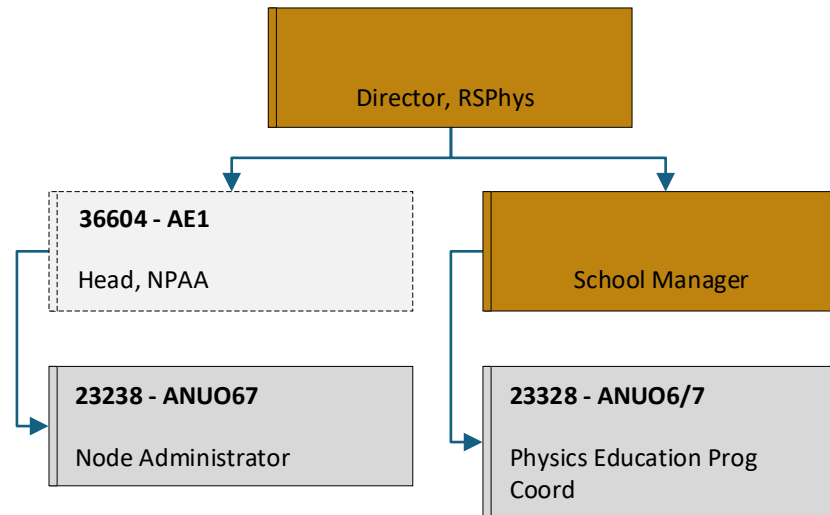 Director, RSPhys
36604 - AE1
Head, NPAA
School Manager
23238 - ANUO67
Node Administrator
23328 - ANUO6/7
Physics Education Prog
Coord